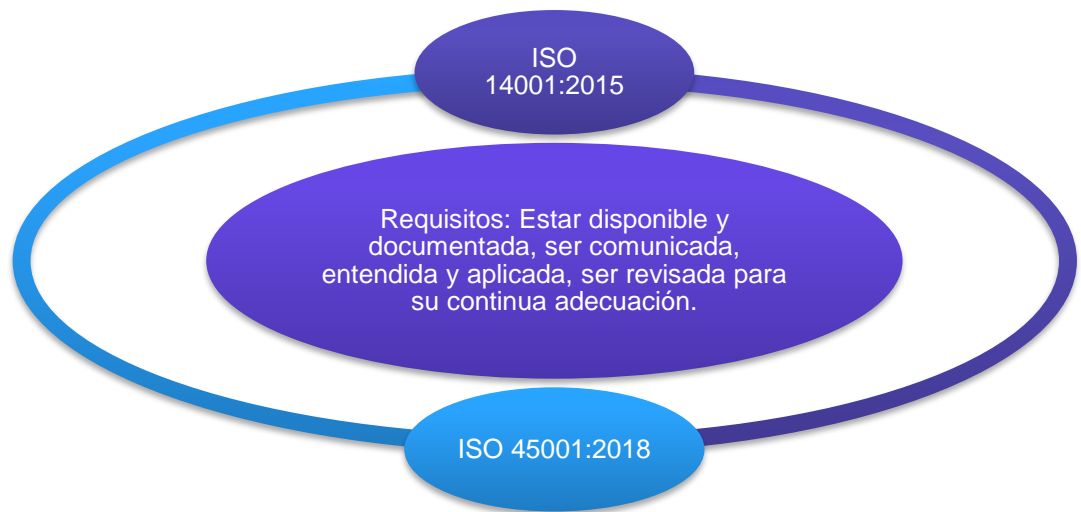 ISO
14001:2015
Requisitos: Estar disponible y
documentada, ser comunicada,
entendida y aplicada, ser revisada para
su continua adecuación.
ISO 45001:2018